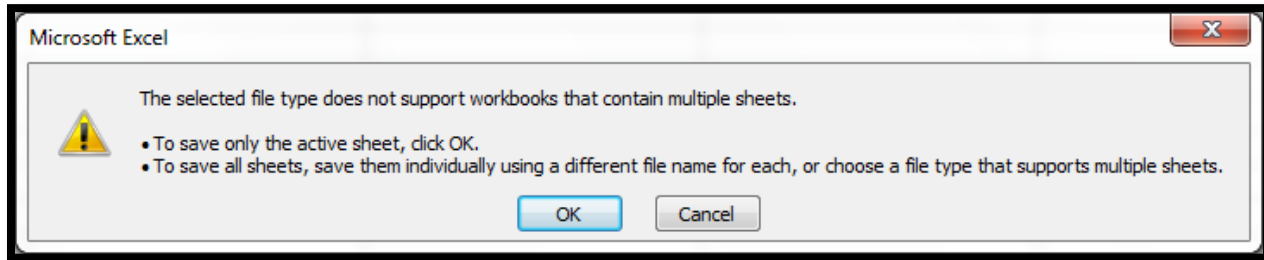 Microsoft Excel
The selected file type does not support workbooks that contain multiple sheets.
• To save only the active sheet, click OK.
• To save all sheets, save them individually using a different file name for each, or choose a file type that supports multiple sheets.
OK
Cancel